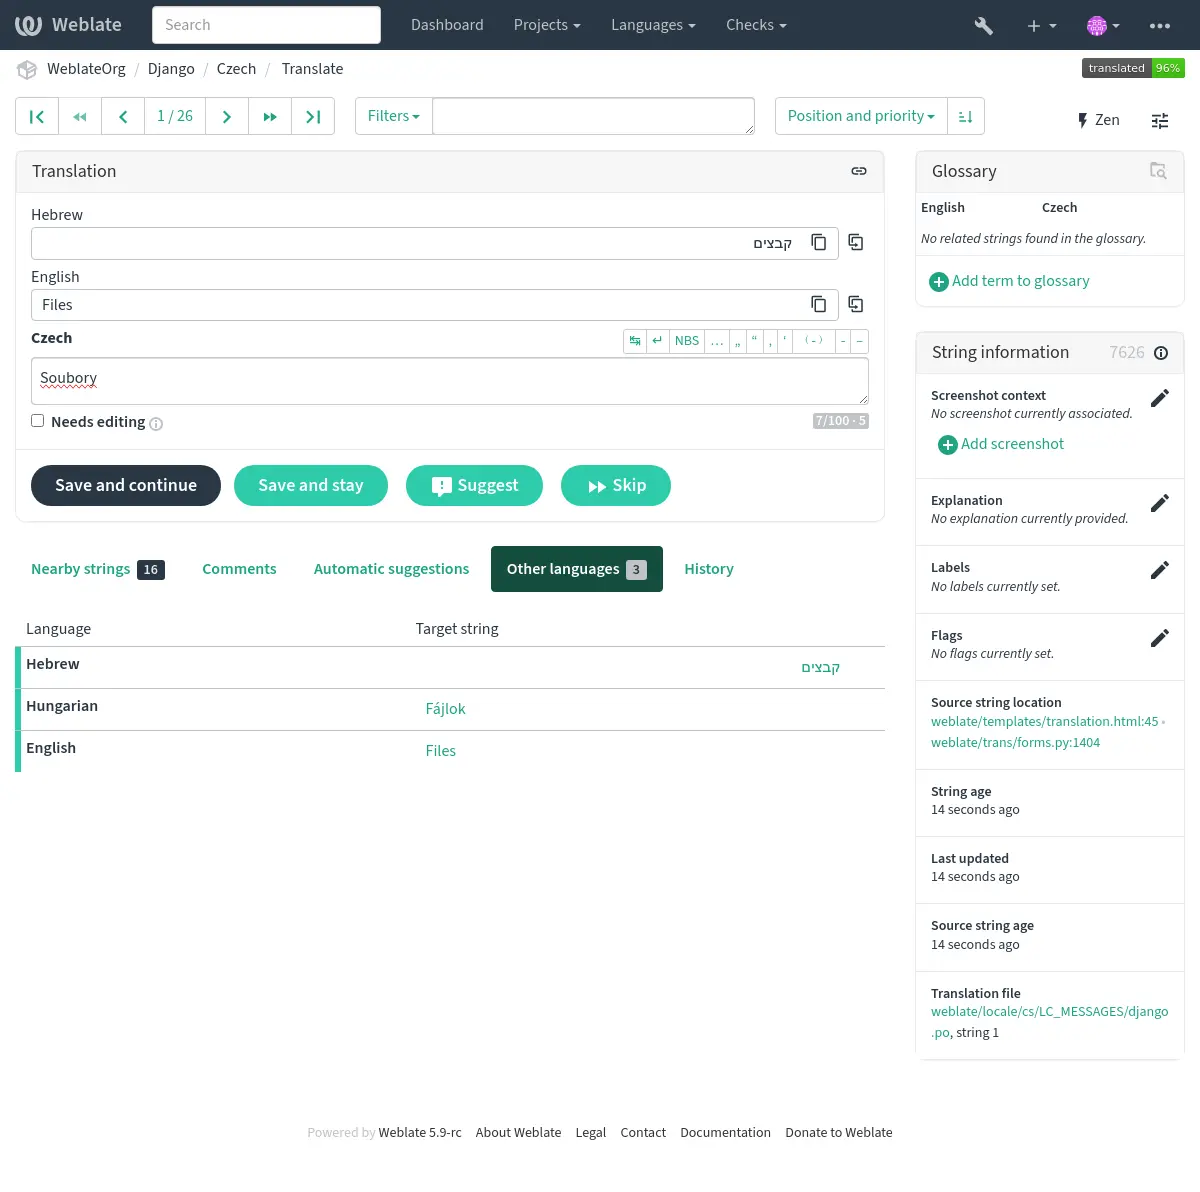 Weblate
Search
Dashboard
Projects
Languages
Checks
WeblateOrg / Django / Czech / Translate
translated 96%
1 / 26
Filters
Position and priority
Zen
Translation
Hebrew
קבצים
English
Files
Czech
NBS … „ “ ‚ ‘ (-) - –
Soubory
Needs editing
7/100 · 5
Save and continue
Save and stay
Suggest
Skip
Nearby strings 16
Comments
Automatic suggestions
Other languages 3
History
Language Target string
Hebrew קבצים
Hungarian Fájlok
English Files
Glossary
English Czech
No related strings found in the glossary.
Add term to glossary
String information 7626
Screenshot context
No screenshot currently associated.
Add screenshot
Explanation
No explanation currently provided.
Labels
No labels currently set.
Flags
No flags currently set.
Source string location
weblate/templates/translation.html:45 •
weblate/trans/forms.py:1404
String age
14 seconds ago
Last updated
14 seconds ago
Source string age
14 seconds ago
Translation file
weblate/locale/cs/LC_MESSAGES/django
.po, string 1
Powered by Weblate 5.9-rc About Weblate Legal Contact Documentation Donate to Weblate